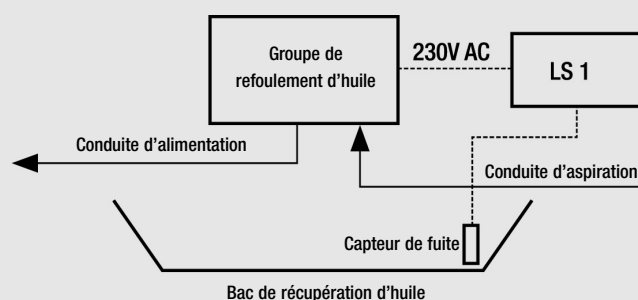 Groupe de
refoulement d'huile
230V AC
LS 1
Conduite d'alimentation
Conduite d'aspiration
Capteur de fuite
Bac de récupération d'huile